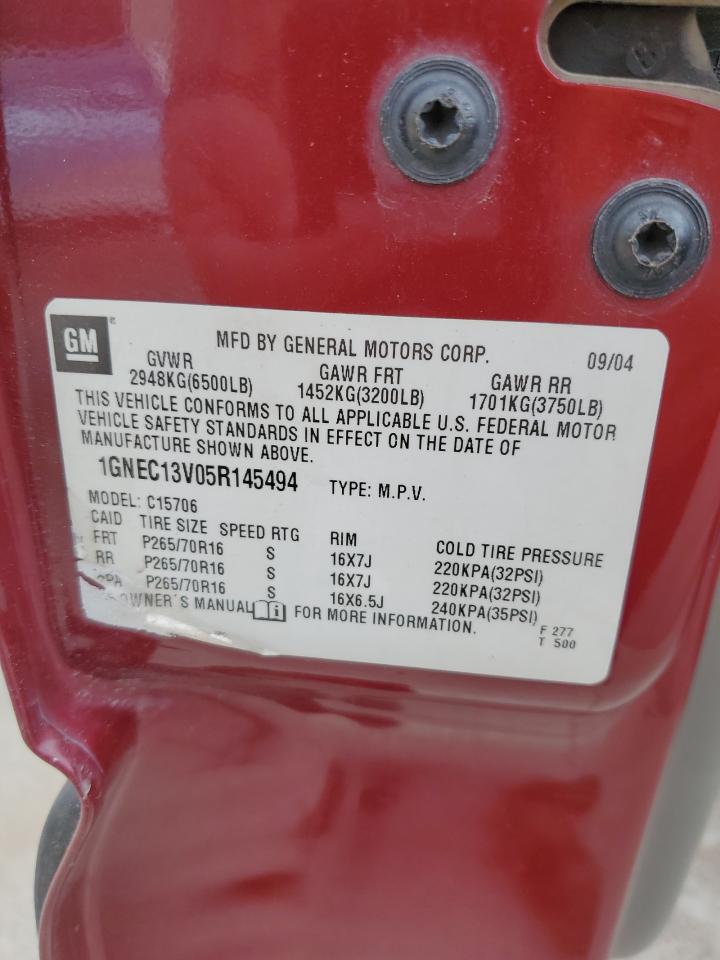 GM®
MFD BY GENERAL MOTORS CORP. 09/04
GVWR GAWR FRT GAWR RR
2948KG(6500LB) 1452KG(3200LB) 1701KG(3750LB)
THIS VEHICLE CONFORMS TO ALL APPLICABLE U.S. FEDERAL MOTOR
VEHICLE SAFETY STANDARDS IN EFFECT ON THE DATE OF
MANUFACTURE SHOWN ABOVE.
1GNEC13V05R145494 TYPE: M.P.V.
MODEL: C15706
CAID TIRE SIZE SPEED RTG RIM COLD TIRE PRESSURE
FRT P265/70R16 S 16X7J 220KPA(32PSI)
RR P265/70R16 S 16X7J 220KPA(32PSI)
P265/70R16 S 16X6.5J 240KPA(35PSI)
OWNER'S MANUAL FOR MORE INFORMATION.
F 277
T 500